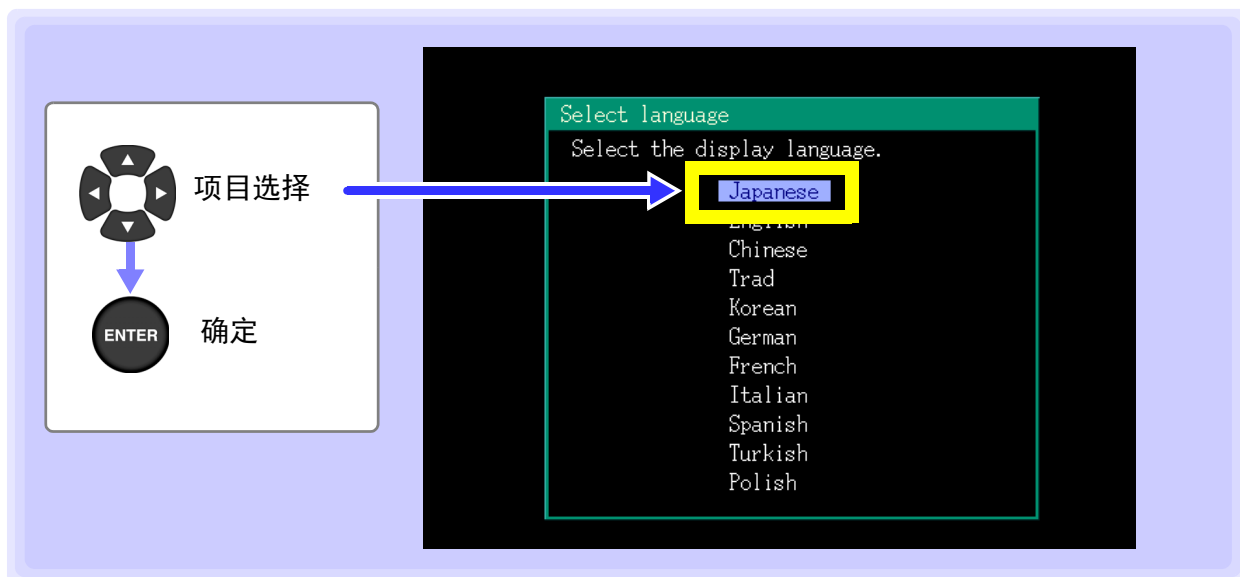 项目选择
ENTER
确定
Select language
Select the display language.
Japanese
English
Chinese
Trad
Korean
German
French
Italian
Spanish
Turkish
Polish